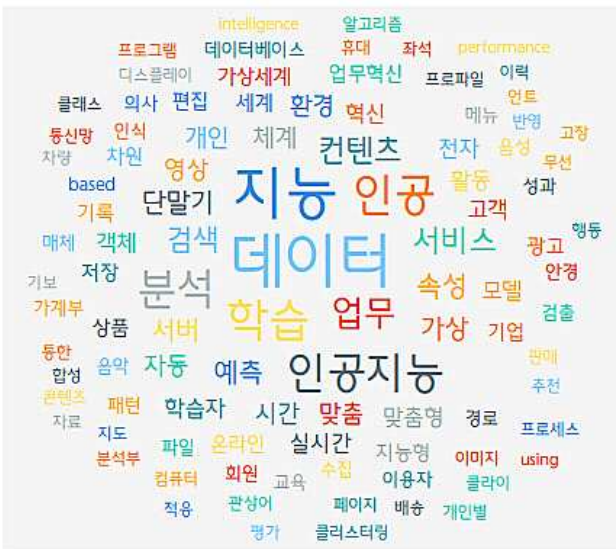 intelligence 알고리즘
프로그램 데이터베이스 휴대 좌석 performance
디스플레이 가상세계 업무혁신 프로파일 이력
클래스 의사 편집 세계 환경 혁신 메뉴 언트
통신망 인식 개인 체계 컨텐츠 전자 음성 반영 고장
차량 차원 영상 지능 인공 활동 무선
based 단말기 성과
기록 고객
매체 객체 검색 데이터 서비스 광고 행동
기보 저장 분석 속성 모델 안경
가계부 상품 서버 학습 업무 가상 기업 검출
통한 음악 자동 예측 인공지능 판매
합성 추천
콘텐츠 패턴 학습자 시간 맞춤 맞춤형 경로
자료 지도 프로세스
분석부 파일 온라인 실시간 지능형 이미지 using
컴퓨터 회원 교육 수집 이용자 클라이
적용 관상어 페이지 배송 개인별
평가 클러스터링